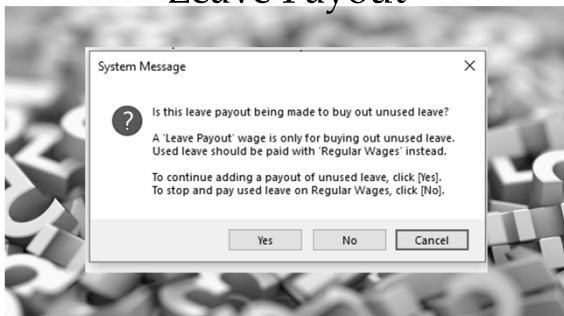 Leave Payout
System Message
Is this leave payout being made to buy out unused leave?
A 'Leave Payout' wage is only for buying out unused leave.
Used leave should be paid with 'Regular Wages' instead.
To continue adding a payout of unused leave, click [Yes].
To stop and pay used leave on Regular Wages, click [No].
Yes
No
Cancel